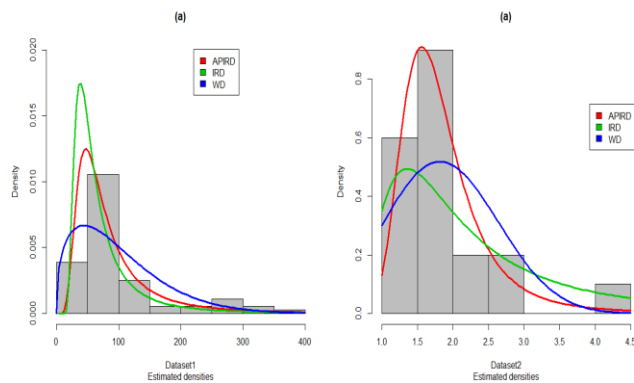 (a)
Density
0.020
0.015
0.010
0.005
0.000
APIRD
IRD
WD
0
100
200
300
400
Dataset1
Estimated densities
(a)
Density
0.8
0.6
0.4
0.2
0.0
APIRD
IRD
WD
1.0
1.5
2.0
2.5
3.0
3.5
4.0
4.5
Dataset2
Estimated densities